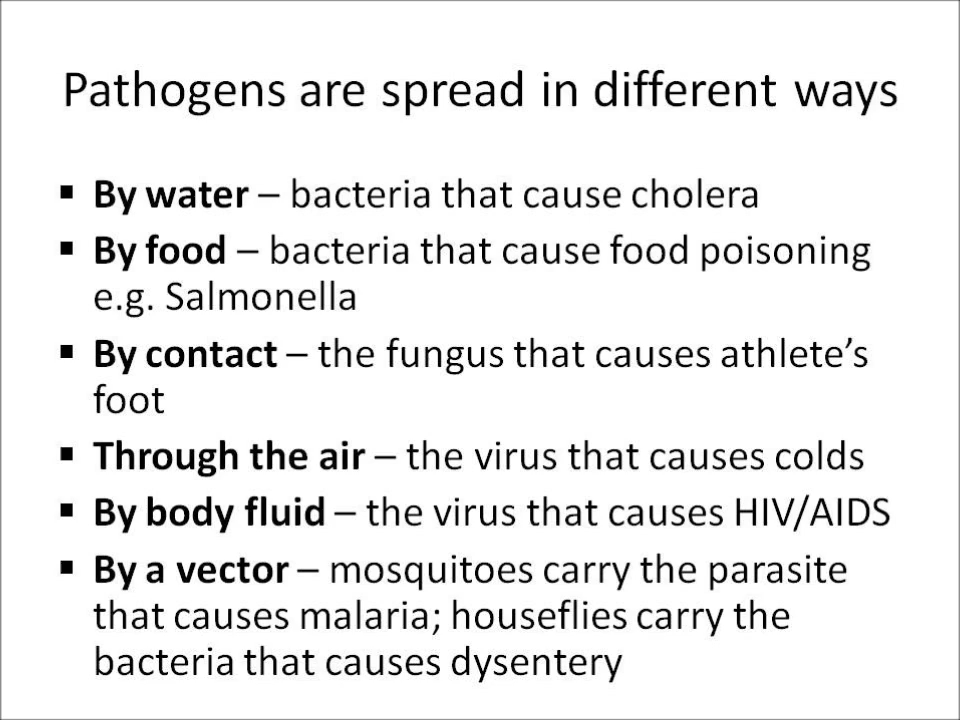 Pathogens are spread in different ways
▪ By water – bacteria that cause cholera
▪ By food – bacteria that cause food poisoning
e.g. Salmonella
▪ By contact – the fungus that causes athlete’s
foot
▪ Through the air – the virus that causes colds
▪ By body fluid – the virus that causes HIV/AIDS
▪ By a vector – mosquitoes carry the parasite
that causes malaria; houseflies carry the
bacteria that causes dysentery